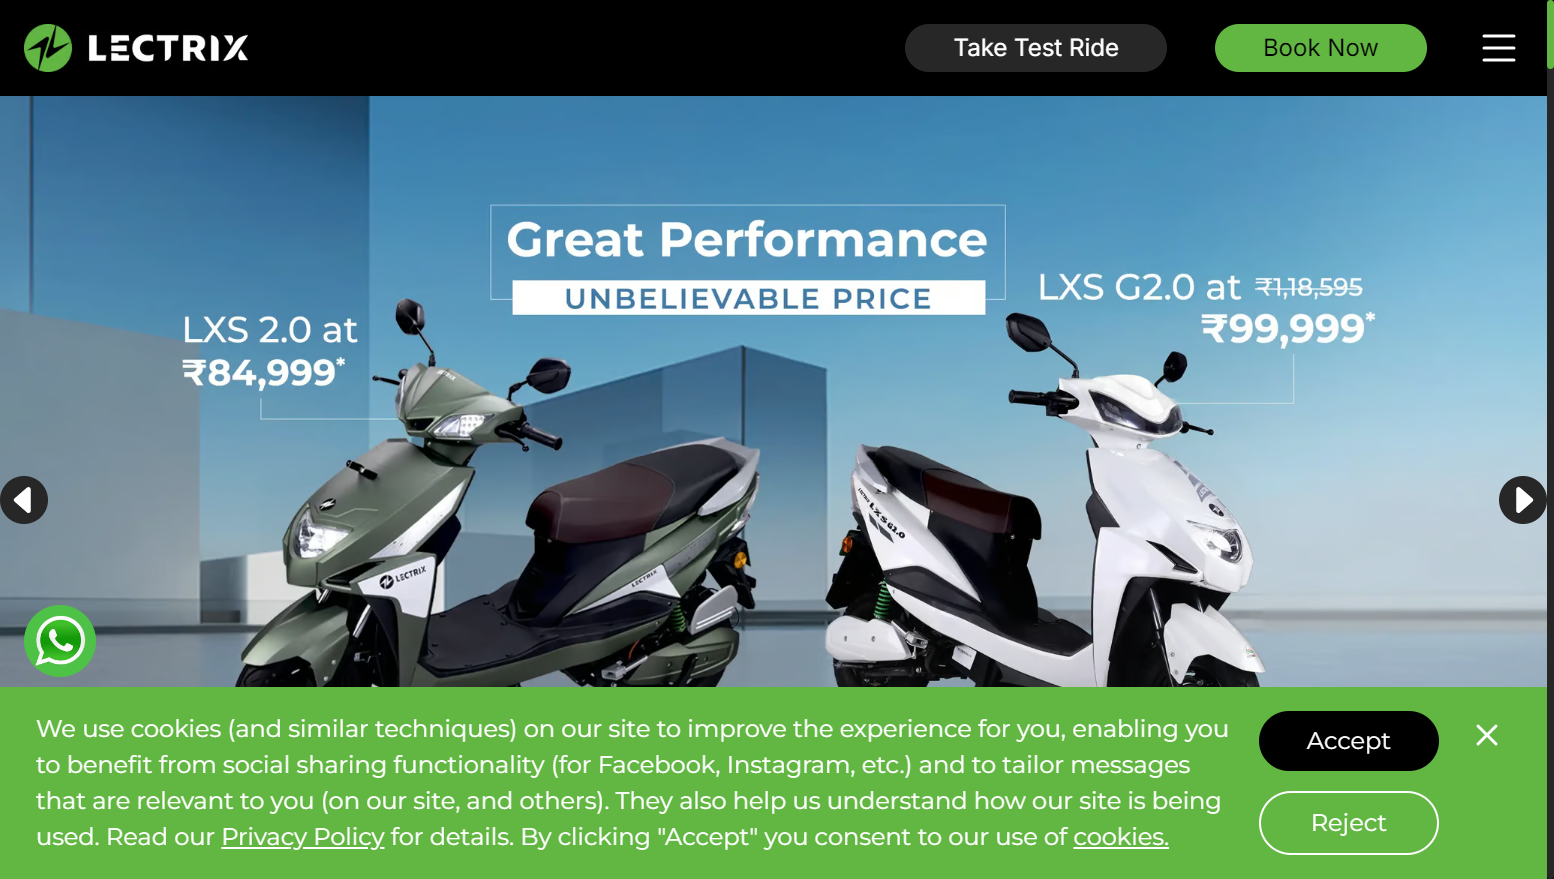 LECTRIX
Take Test Ride
Book Now
Great Performance
UNBELIEVABLE PRICE
LXS 2.0 at
₹84,999*
LXS G2.0 at ₹1,18,595
₹99,999*
LECTRIX
LECTRIX
LXS G2.0
We use cookies (and similar techniques) on our site to improve the experience for you, enabling you
to benefit from social sharing functionality (for Facebook, Instagram, etc.) and to tailor messages
that are relevant to you (on our site, and others). They also help us understand how our site is being
used. Read our Privacy Policy for details. By clicking "Accept" you consent to our use of cookies.
Accept
Reject